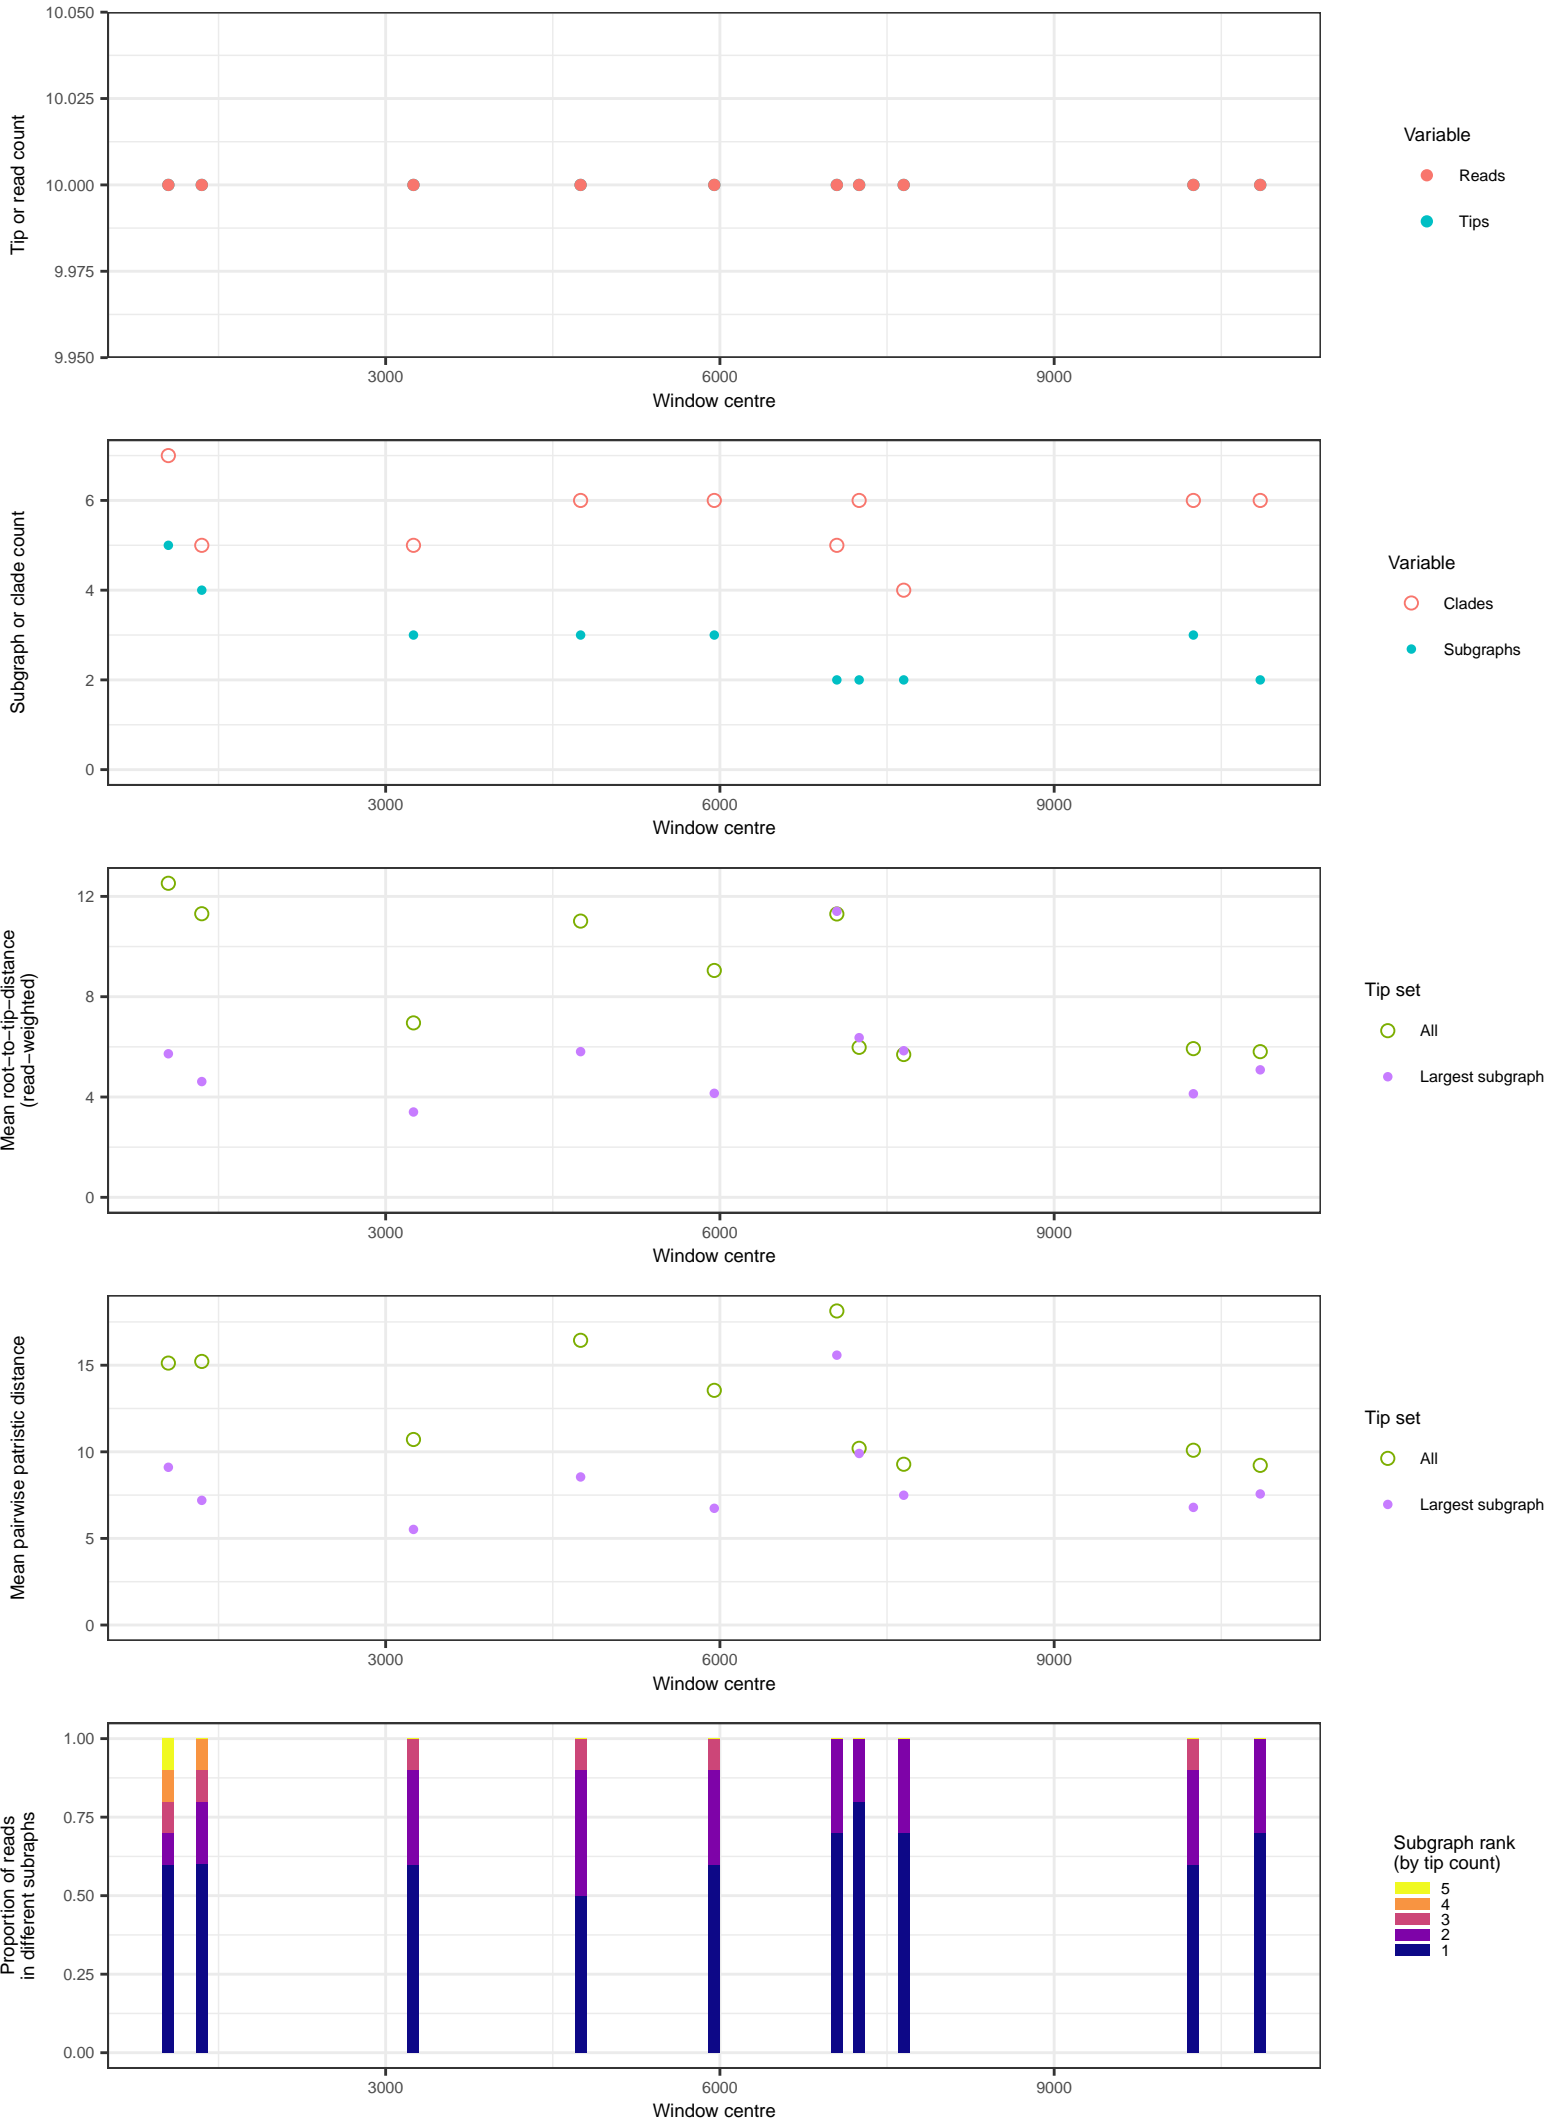 10.050
10.025
10.000
9.975
9.950
Tip or read count
3000 6000 9000
Window centre
Variable
Reads
Tips
6
4
2
0
Subgraph or clade count
3000 6000 9000
Window centre
Variable
Clades
Subgraphs
12
8
4
0
Mean root−to−tip−distance
(read−weighted)
3000 6000 9000
Window centre
Tip set
All
Largest subgraph
15
10
5
0
Mean pairwise patristic distance
3000 6000 9000
Window centre
Tip set
All
Largest subgraph
1.00
0.75
0.50
0.25
0.00
Proportion of reads
in different subraphs
3000 6000 9000
Window centre
Subgraph rank
(by tip count)
5
4
3
2
1